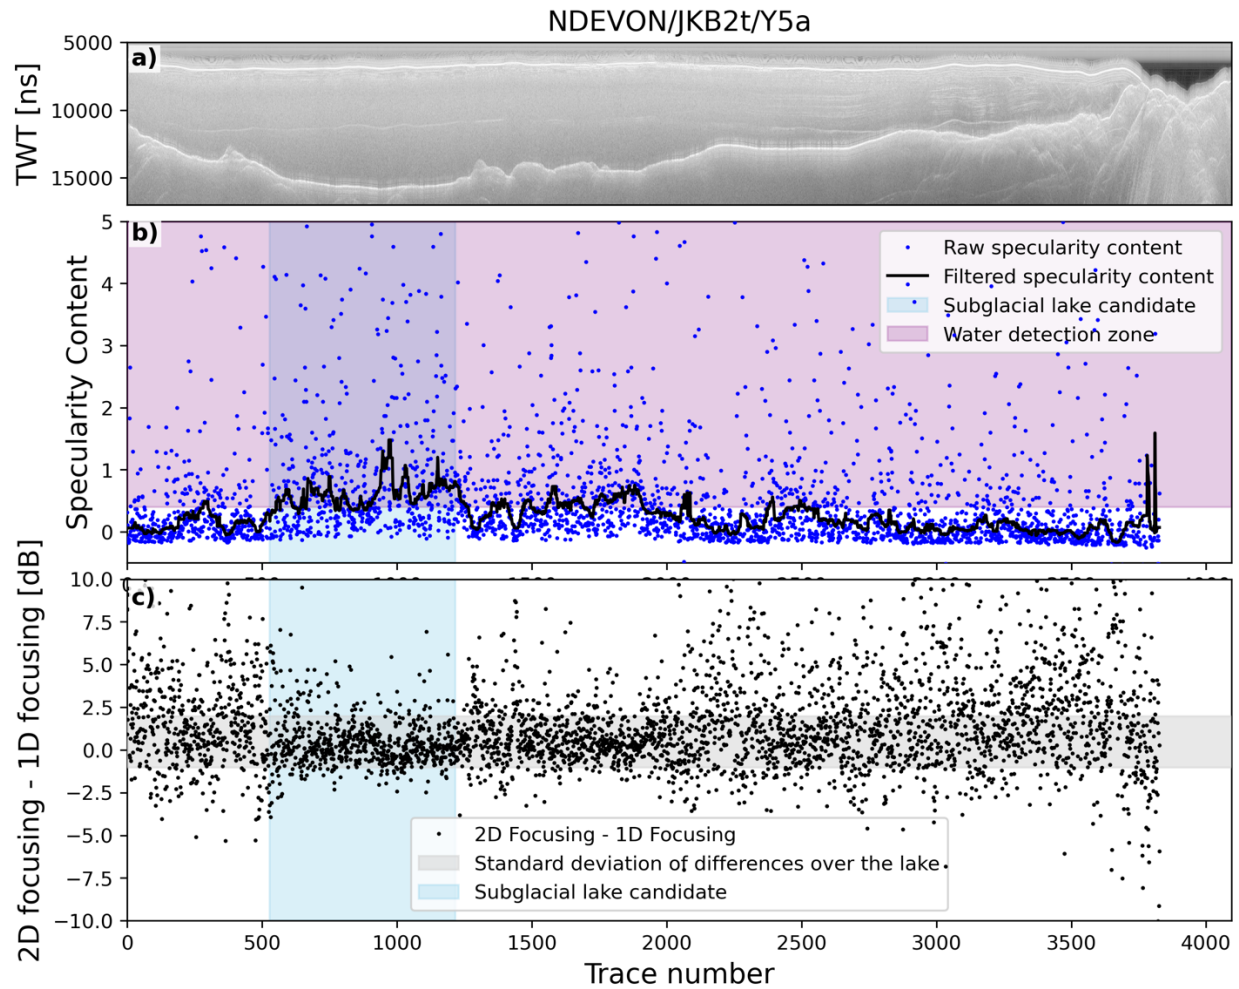 NDEVON/JKB2t/Y5a
a)
TWT [ns]
5000
10000
15000
b)
Specularity Content
5
4
3
2
1
0
Raw specularity content
Filtered specularity content
Subglacial lake candidate
Water detection zone
c)
2D focusing - 1D focusing [dB]
10.0
7.5
5.0
2.5
0.0
−2.5
−5.0
−7.5
−10.0
2D Focusing - 1D Focusing
Standard deviation of differences over the lake
Subglacial lake candidate
0 500 1000 1500 2000 2500 3000 3500 4000
Trace number